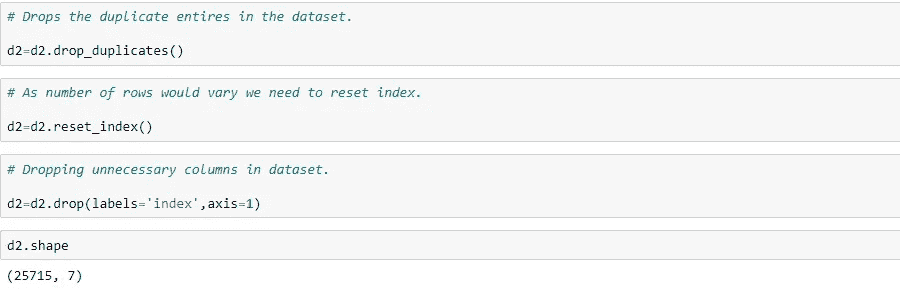 # Drops the duplicate entires in the dataset.
d2=d2.drop_duplicates()
# As number of rows would vary we need to reset index.
d2=d2.reset_index()
# Dropping unnecessary columns in dataset.
d2=d2.drop(labels='index',axis=1)
d2.shape
(25715, 7)